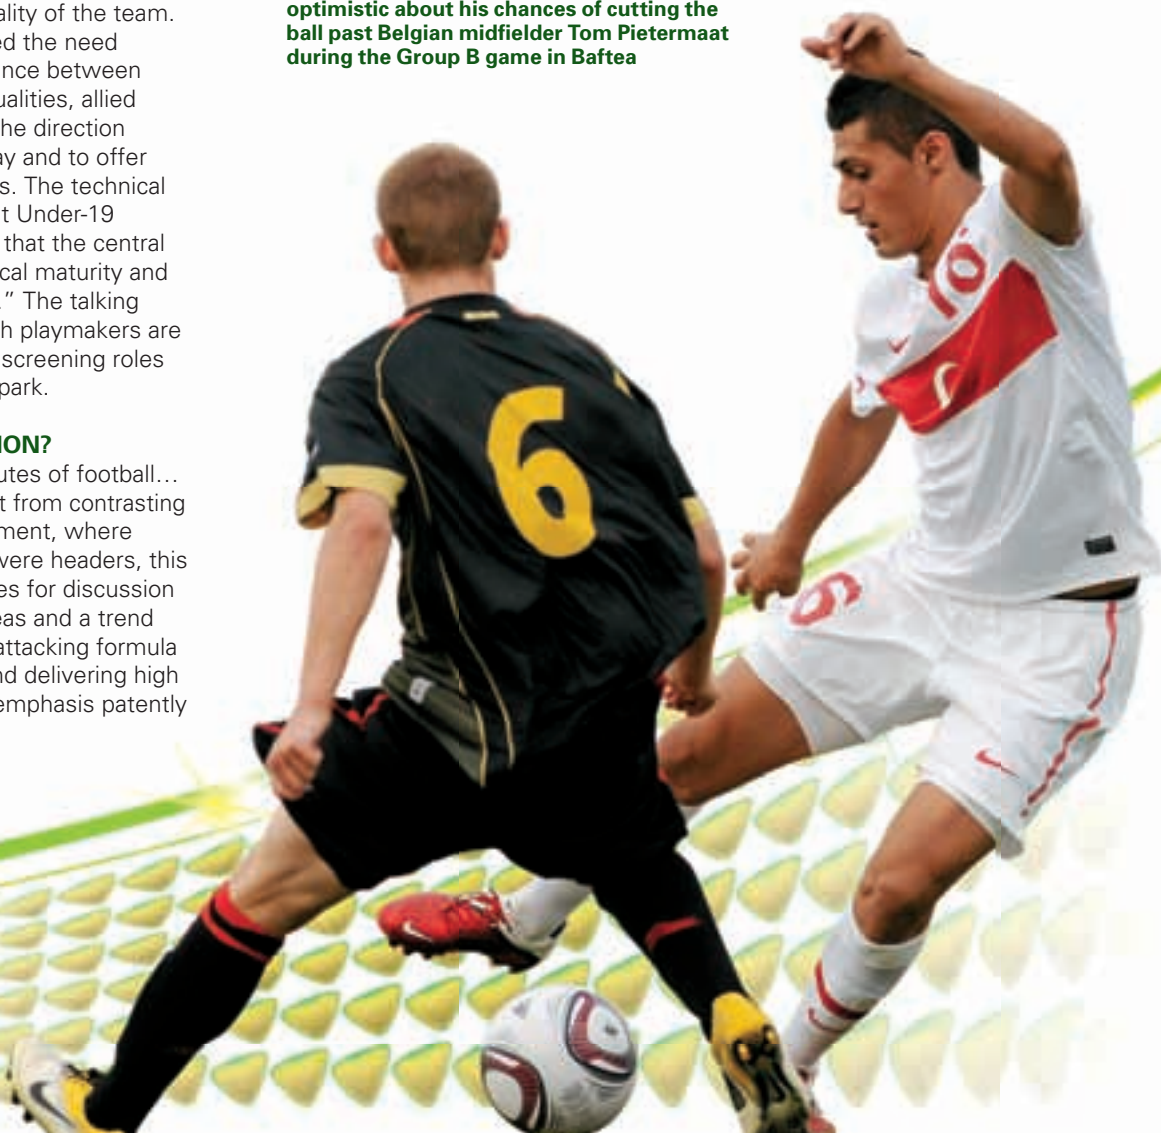 ality of the team.
ed the need
nce between
ualities, allied
he direction
ay and to offer
s. The technical
t Under-19
that the central
cal maturity and
.” The talking
h playmakers are
screening roles
park.
ION?
utes of football…
t from contrasting
ment, where
were headers, this
es for discussion
eas and a trend
attacking formula
nd delivering high
emphasis patently
optimistic about his chances of cutting the
ball past Belgian midfielder Tom Pietermaat
during the Group B game in Baftea
6